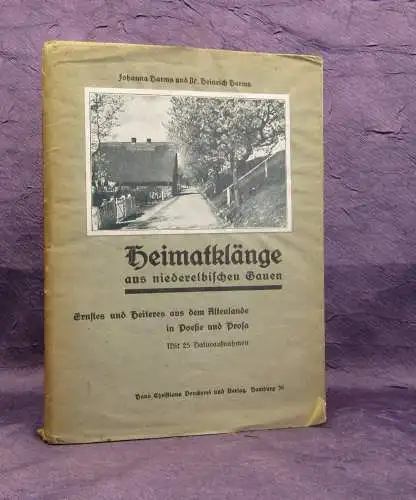 Johanna Harms und Dr. Heinrich Harms
Heimatklänge
aus niederelbischen Gauen
Ernstes und Heiteres aus dem Altenlande
in Poesie und Prosa
Mit 25 Naturaufnahmen
Hans Christians Druckerei und Verlag, Hamburg 36